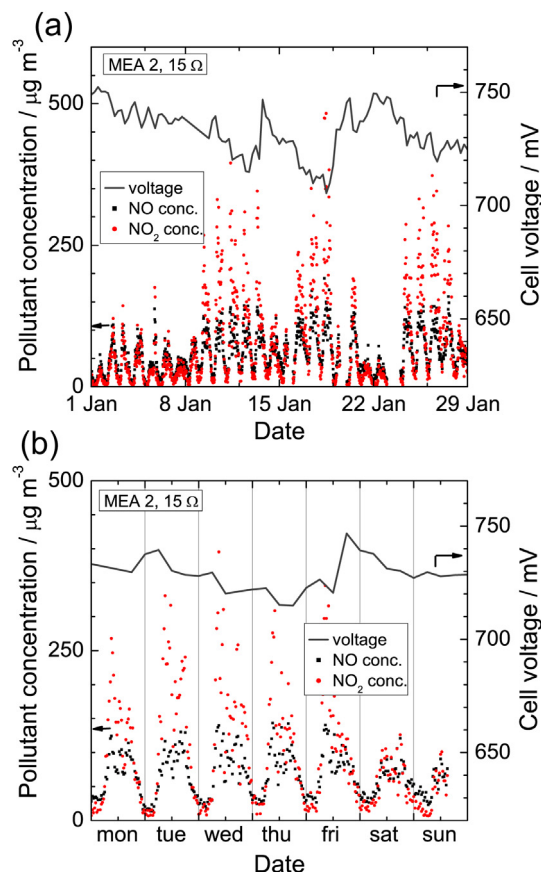 (a)
MEA 2, 15 Ω
Pollutant concentration / μg m⁻³
500
250
0
voltage
NO conc.
NO₂ conc.
750
700
650
Cell voltage / mV
1 Jan 8 Jan 15 Jan 22 Jan 29 Jan
Date
(b)
MEA 2, 15 Ω
Pollutant concentration / μg m⁻³
500
250
0
voltage
NO conc.
NO₂ conc.
750
700
650
Cell voltage / mV
mon tue wed thu fri sat sun
Date